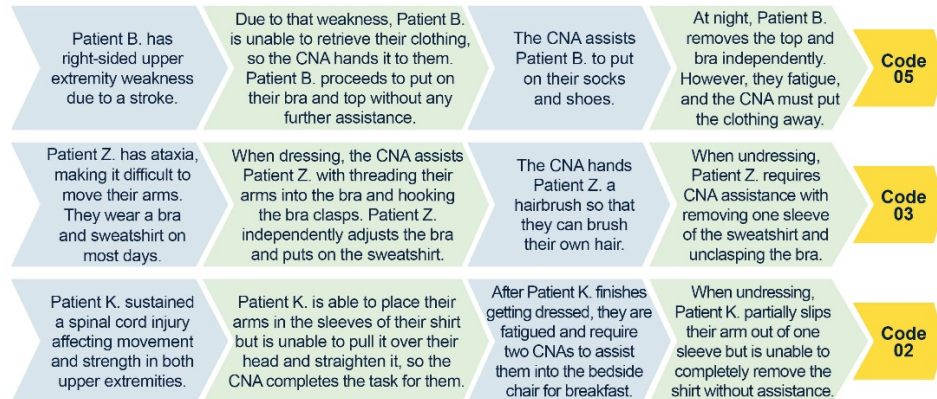 Patient B. has
right-sided upper
extremity weakness
due to a stroke.
Due to that weakness, Patient B.
is unable to retrieve their clothing,
so the CNA hands it to them.
Patient B. proceeds to put on
their bra and top without any
further assistance.
The CNA assists
Patient B. to put
on their socks
and shoes.
At night, Patient B.
removes the top and
bra independently.
However, they fatigue,
and the CNA must put
the clothing away.
Code
05
Patient Z. has ataxia,
making it difficult to
move their arms.
They wear a bra
and sweatshirt on
most days.
When dressing, the CNA assists
Patient Z. with threading their
arms into the bra and hooking
the bra clasps. Patient Z.
independently adjusts the bra
and puts on the sweatshirt.
The CNA hands
Patient Z. a
hairbrush so that
they can brush
their own hair.
When undressing,
Patient Z. requires
CNA assistance with
removing one sleeve
of the sweatshirt and
unclasping the bra.
Code
03
Patient K. sustained
a spinal cord injury
affecting movement
and strength in both
upper extremities.
Patient K. is able to place their
arms in the sleeves of their shirt
but is unable to pull it over their
head and straighten it, so the
CNA completes the task for them.
After Patient K. finishes
getting dressed, they are
fatigued and require
two CNAs to assist
them into the bedside
chair for breakfast.
When undressing,
Patient K. partially slips
their arm out of one
sleeve but is unable to
completely remove the
shirt without assistance.
Code
02